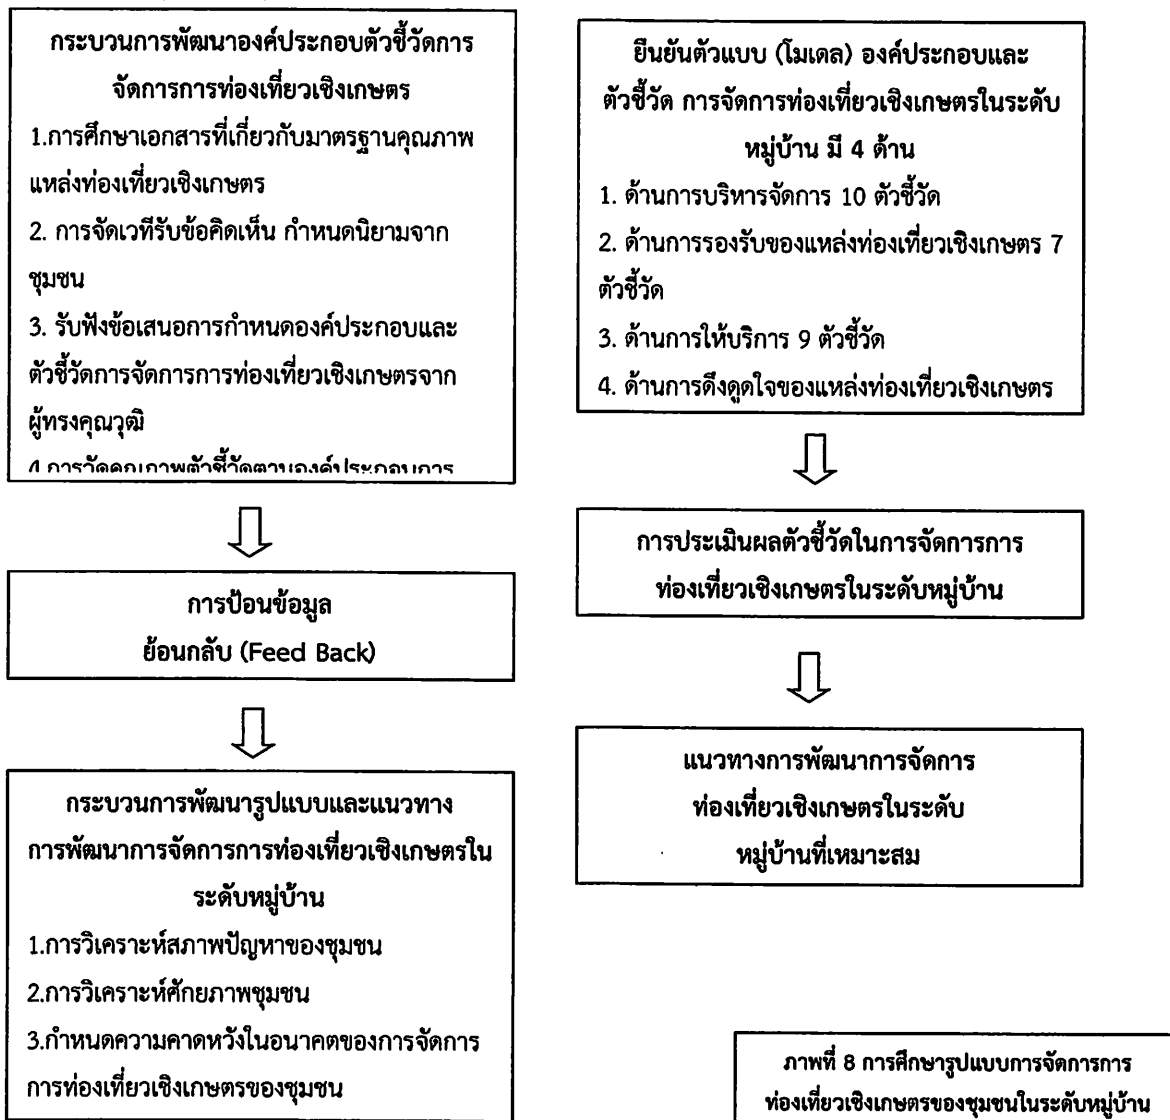 กระบวนการพัฒนาองค์ประกอบตัวชี้วัดการ
จัดการการท่องเที่ยวเชิงเกษตร
1.การศึกษาเอกสารที่เกี่ยวกับมาตรฐานคุณภาพ
แหล่งท่องเที่ยวเชิงเกษตร
2. การจัดเวทีรับข้อคิดเห็น กำหนดนิยามจาก
ชุมชน
3. รับฟังข้อเสนอการกำหนดองค์ประกอบและ
ตัวชี้วัดการจัดการการท่องเที่ยวเชิงเกษตรจาก
ผู้ทรงคุณวุฒิ
4.การวัดคุณภาพตัวชี้วัดตามองค์ประกอบการ
การป้อนข้อมูล
ย้อนกลับ (Feed Back)
กระบวนการพัฒนารูปแบบและแนวทาง
การพัฒนาการจัดการการท่องเที่ยวเชิงเกษตรใน
ระดับหมู่บ้าน
1.การวิเคราะห์สภาพปัญหาของชุมชน
2.การวิเคราะห์ศักยภาพชุมชน
3.กำหนดความคาดหวังในอนาคตของการจัดการ
การท่องเที่ยวเชิงเกษตรของชุมชน
ยืนยันตัวแบบ (โมเดล) องค์ประกอบและ
ตัวชี้วัด การจัดการท่องเที่ยวเชิงเกษตรในระดับ
หมู่บ้าน มี 4 ด้าน
1. ด้านการบริหารจัดการ 10 ตัวชี้วัด
2. ด้านการรองรับของแหล่งท่องเที่ยวเชิงเกษตร 7
ตัวชี้วัด
3. ด้านการให้บริการ 9 ตัวชี้วัด
4. ด้านการดึงดูดใจของแหล่งท่องเที่ยวเชิงเกษตร
การประเมินผลตัวชี้วัดในการจัดการการ
ท่องเที่ยวเชิงเกษตรในระดับหมู่บ้าน
แนวทางการพัฒนาการจัดการ
ท่องเที่ยวเชิงเกษตรในระดับ
หมู่บ้านที่เหมาะสม
ภาพที่ 8 การศึกษารูปแบบการจัดการการ
ท่องเที่ยวเชิงเกษตรของชุมชนในระดับหมู่บ้าน